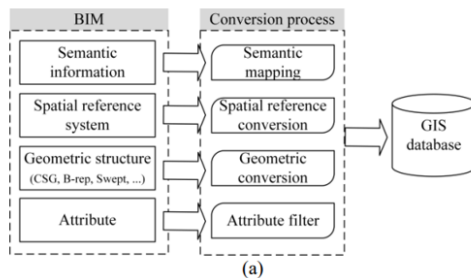 BIM
Conversion process
Semantic
information
Semantic
mapping
Spatial reference
system
Spatial reference
conversion
Geometric structure
(CSG, B-rep, Swept, ...)
Geometric
conversion
Attribute
Attribute filter
GIS
database
(a)